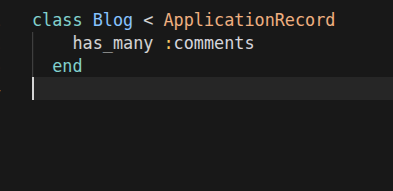 class Blog < ApplicationRecord
    has_many :comments
  end